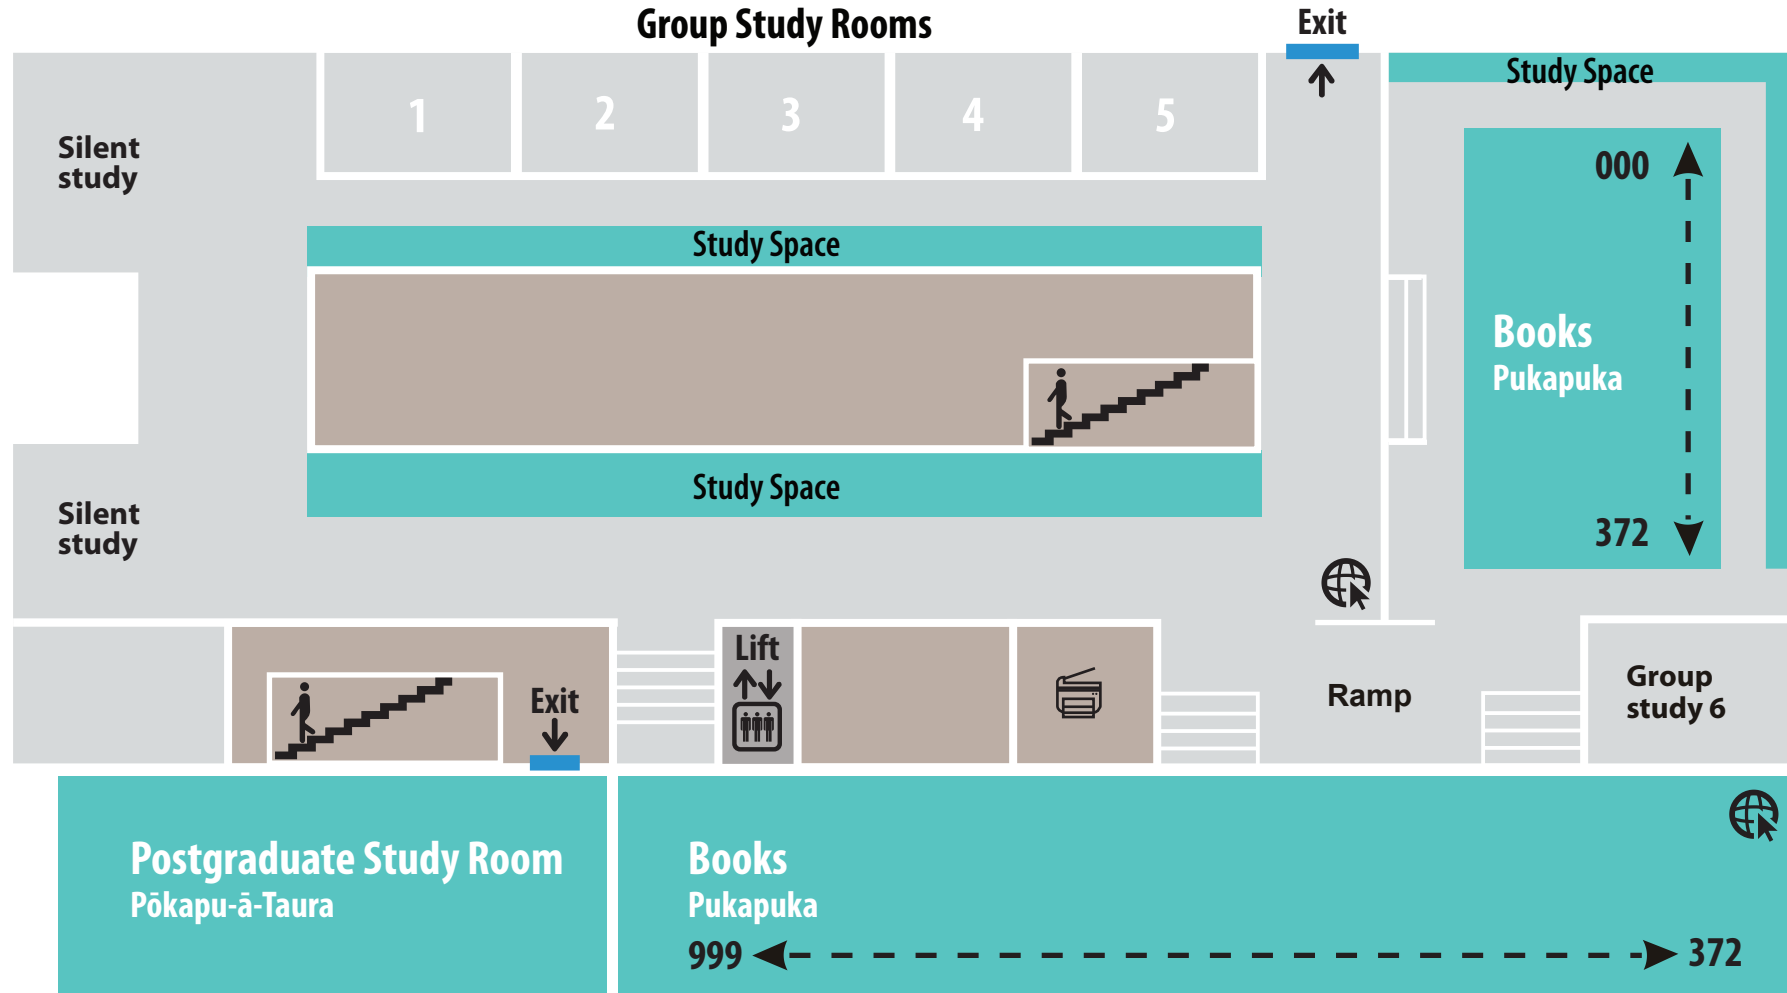 Group Study Rooms
Exit
Study Space
1
2
3
4
5
Silent
study
000
Study Space
Books
Pukapuka
Study Space
Silent
study
372
Lift
Exit
Ramp
Group
study 6
Postgraduate Study Room
Pōkapu-ā-Taura
Books
Pukapuka
999
372